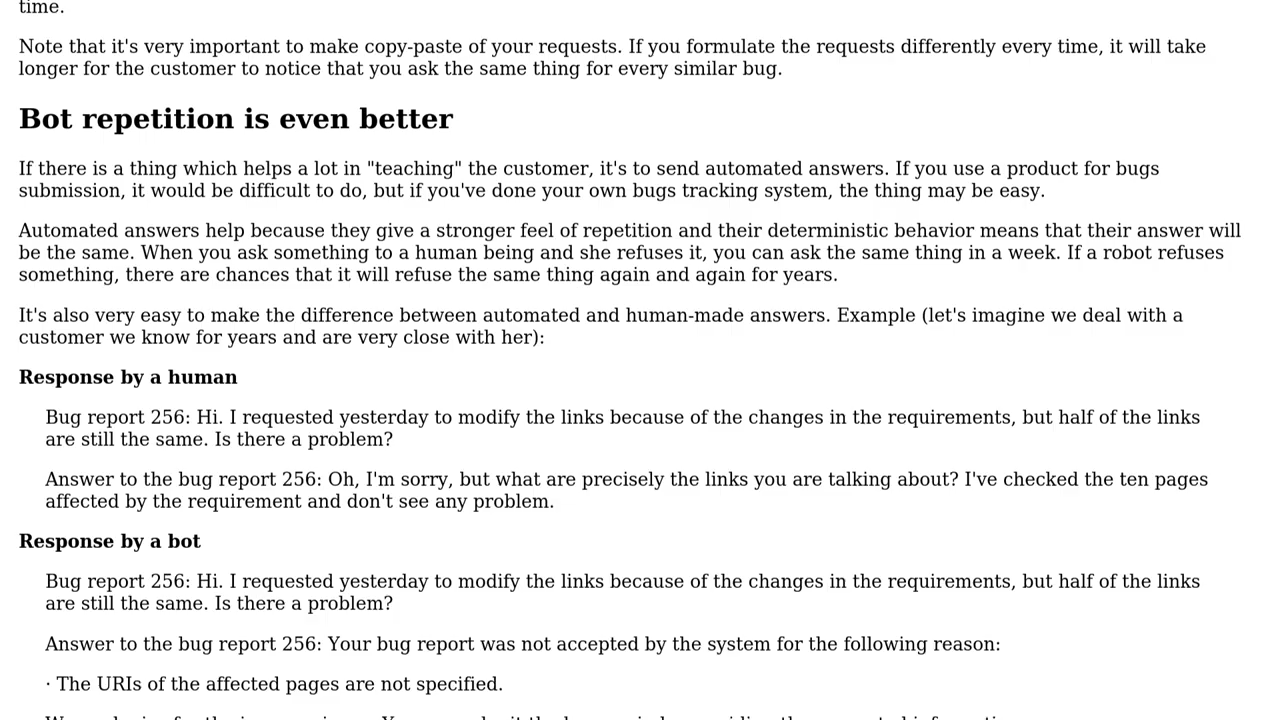 time.
Note that it's very important to make copy-paste of your requests. If you formulate the requests differently every time, it will take
longer for the customer to notice that you ask the same thing for every similar bug.
Bot repetition is even better
If there is a thing which helps a lot in "teaching" the customer, it's to send automated answers. If you use a product for bugs
submission, it would be difficult to do, but if you've done your own bugs tracking system, the thing may be easy.
Automated answers help because they give a stronger feel of repetition and their deterministic behavior means that their answer will
be the same. When you ask something to a human being and she refuses it, you can ask the same thing in a week. If a robot refuses
something, there are chances that it will refuse the same thing again and again for years.
It's also very easy to make the difference between automated and human-made answers. Example (let's imagine we deal with a
customer we know for years and are very close with her):
Response by a human
Bug report 256: Hi. I requested yesterday to modify the links because of the changes in the requirements, but half of the links
are still the same. Is there a problem?
Answer to the bug report 256: Oh, I'm sorry, but what are precisely the links you are talking about? I've checked the ten pages
affected by the requirement and don't see any problem.
Response by a bot
Bug report 256: Hi. I requested yesterday to modify the links because of the changes in the requirements, but half of the links
are still the same. Is there a problem?
Answer to the bug report 256: Your bug report was not accepted by the system for the following reason:
· The URIs of the affected pages are not specified.